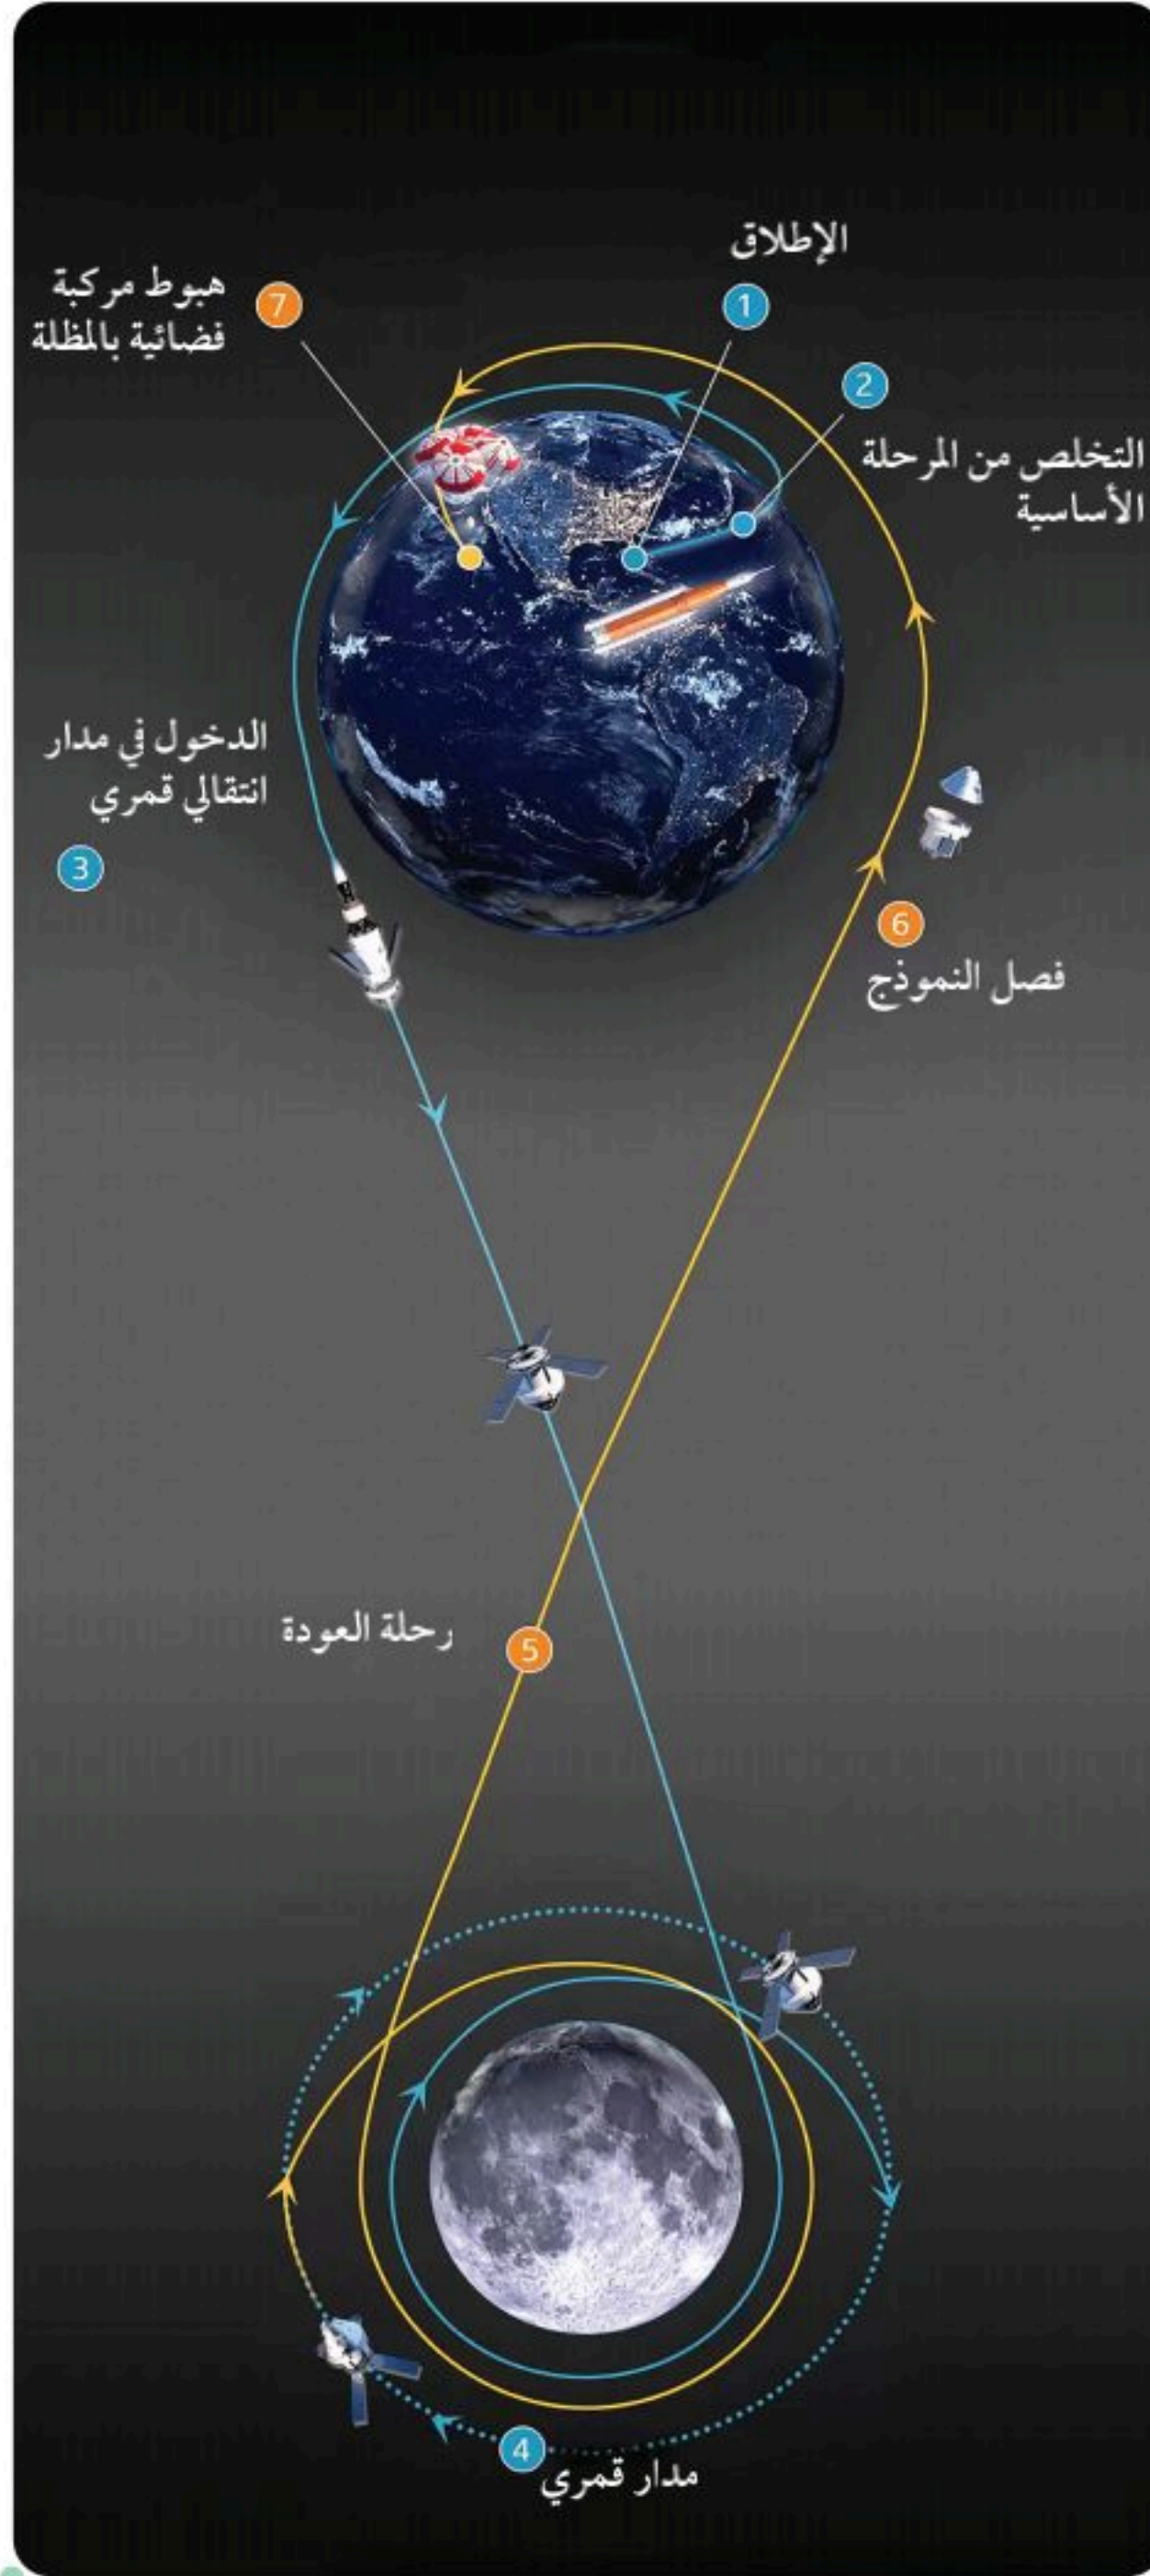 الإطلاق
1
هبوط مركبة
فضائية بالمظلة
7
2
التخلص من المرحلة
الأساسية
الدخول في مدار
انتقالي قمري
3
6
فصل النموذج
رحلة العودة
5
4
مدار قمري